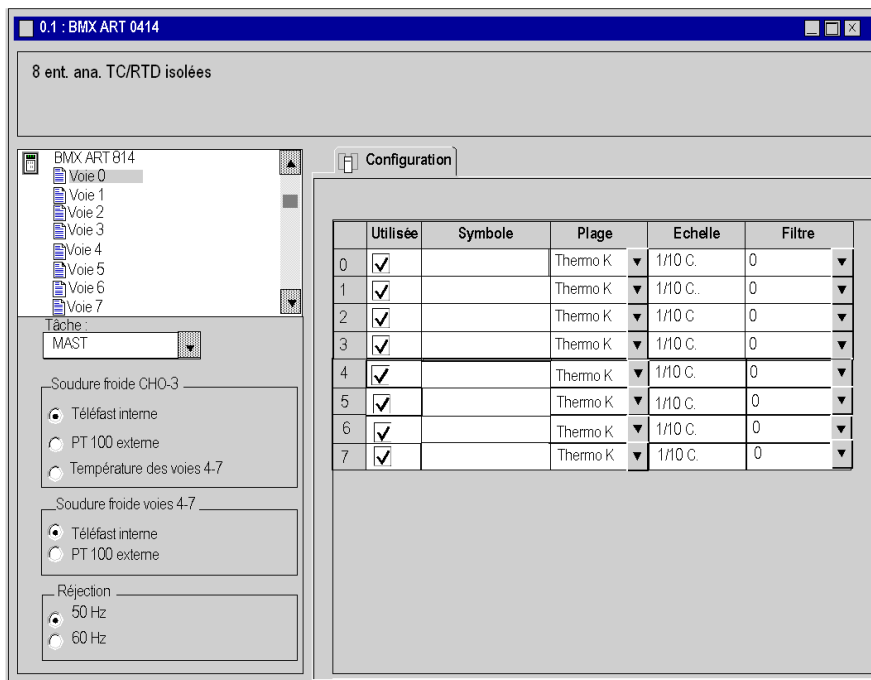 0.1 : BMX ART 0414
8 ent. ana. TC/RTD isolées
BMX ART 814
Voie 0
Voie 1
Voie 2
Voie 3
Voie 4
Voie 5
Voie 6
Voie 7
Tâche :
MAST
Soudure froide CHO-3
Téléfast interne
PT 100 externe
Température des voies 4-7
Soudure froide voies 4-7
Téléfast interne
PT 100 externe
Réjection
50 Hz
60 Hz
Configuration
Utilisée Symbole Plage Echelle Filtre
0 Thermo K 1/10 C. 0
1 Thermo K 1/10 C.. 0
2 Thermo K 1/10 C 0
3 Thermo K 1/10 C. 0
4 Thermo K 1/10 C. 0
5 Thermo K 1/10 C. 0
6 Thermo K 1/10 C. 0
7 Thermo K 1/10 C. 0